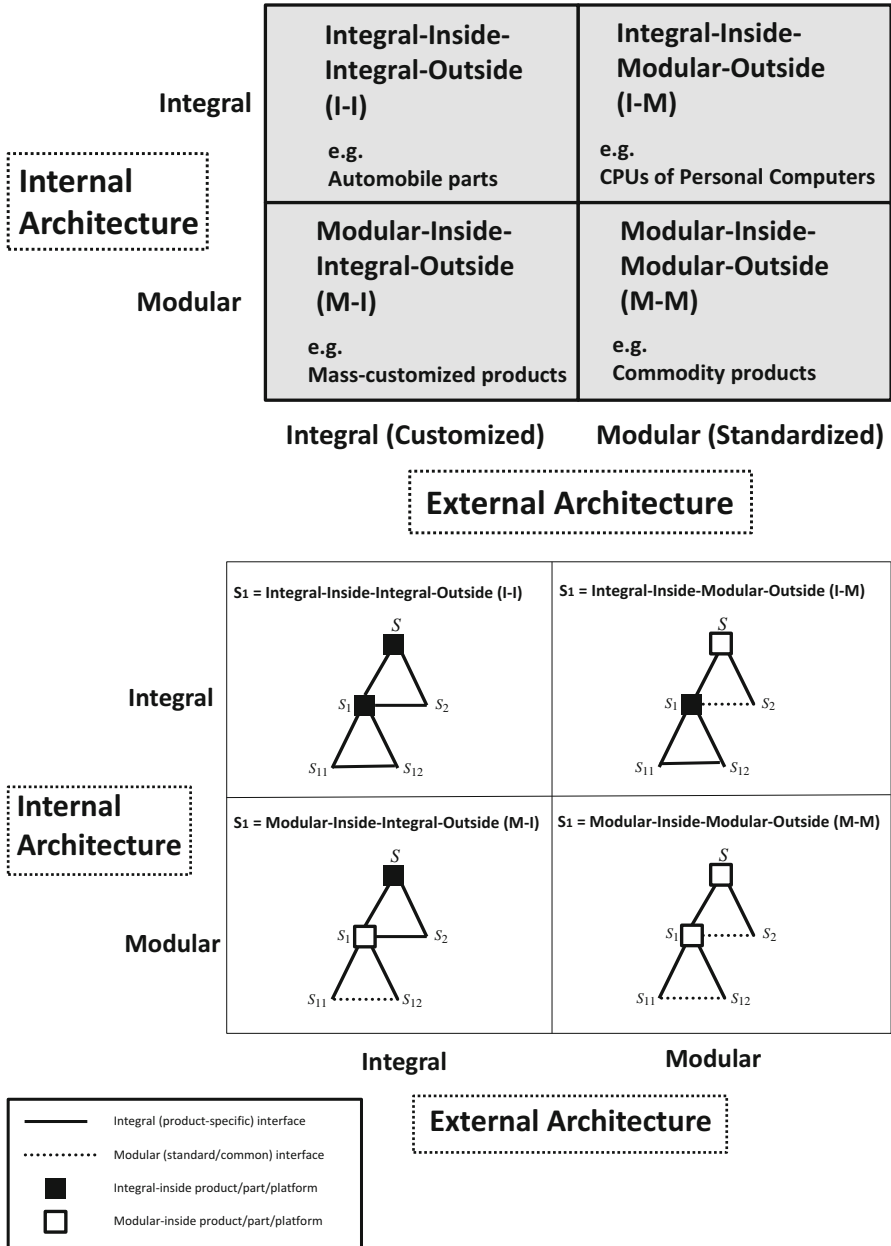 Integral-Inside-
Integral-Outside
(I-I)
e.g.
Automobile parts
Integral-Inside-
Modular-Outside
(I-M)
e.g.
CPUs of Personal Computers
Integral
Internal
Architecture
Modular-Inside-
Integral-Outside
(M-I)
e.g.
Mass-customized products
Modular-Inside-
Modular-Outside
(M-M)
e.g.
Commodity products
Modular
Integral (Customized)
Modular (Standardized)
External Architecture
S1 = Integral-Inside-Integral-Outside (I-I)
S
S1
S2
S11
S12
S1 = Integral-Inside-Modular-Outside (I-M)
S
S1
S2
S11
S12
Integral
Internal
Architecture
S1 = Modular-Inside-Integral-Outside (M-I)
S
S1
S2
S11
S12
S1 = Modular-Inside-Modular-Outside (M-M)
S
S1
S2
S11
S12
Modular
Integral
Modular
External Architecture
Integral (product-specific) interface
Modular (standard/common) interface
Integral-inside product/part/platform
Modular-inside product/part/platform